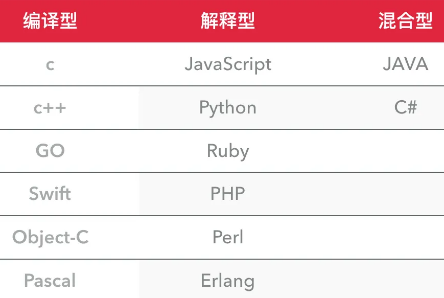 编译型 解释型 混合型
c JavaScript JAVA
c++ Python C#
GO Ruby
Swift PHP
Object-C Perl
Pascal Erlang